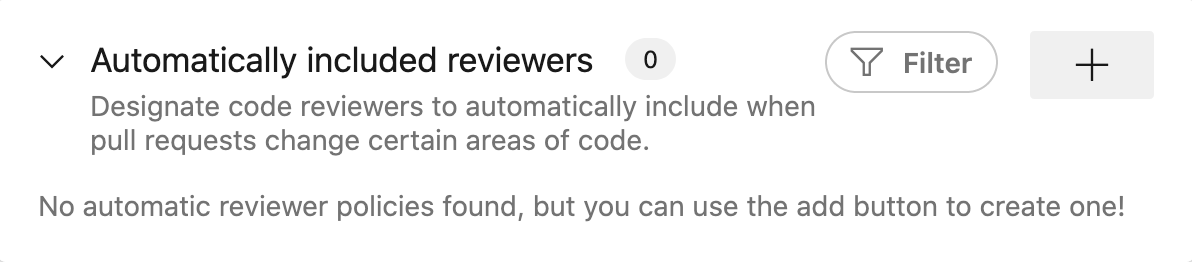 Automatically included reviewers 0 Filter +
Designate code reviewers to automatically include when
pull requests change certain areas of code.
No automatic reviewer policies found, but you can use the add button to create one!